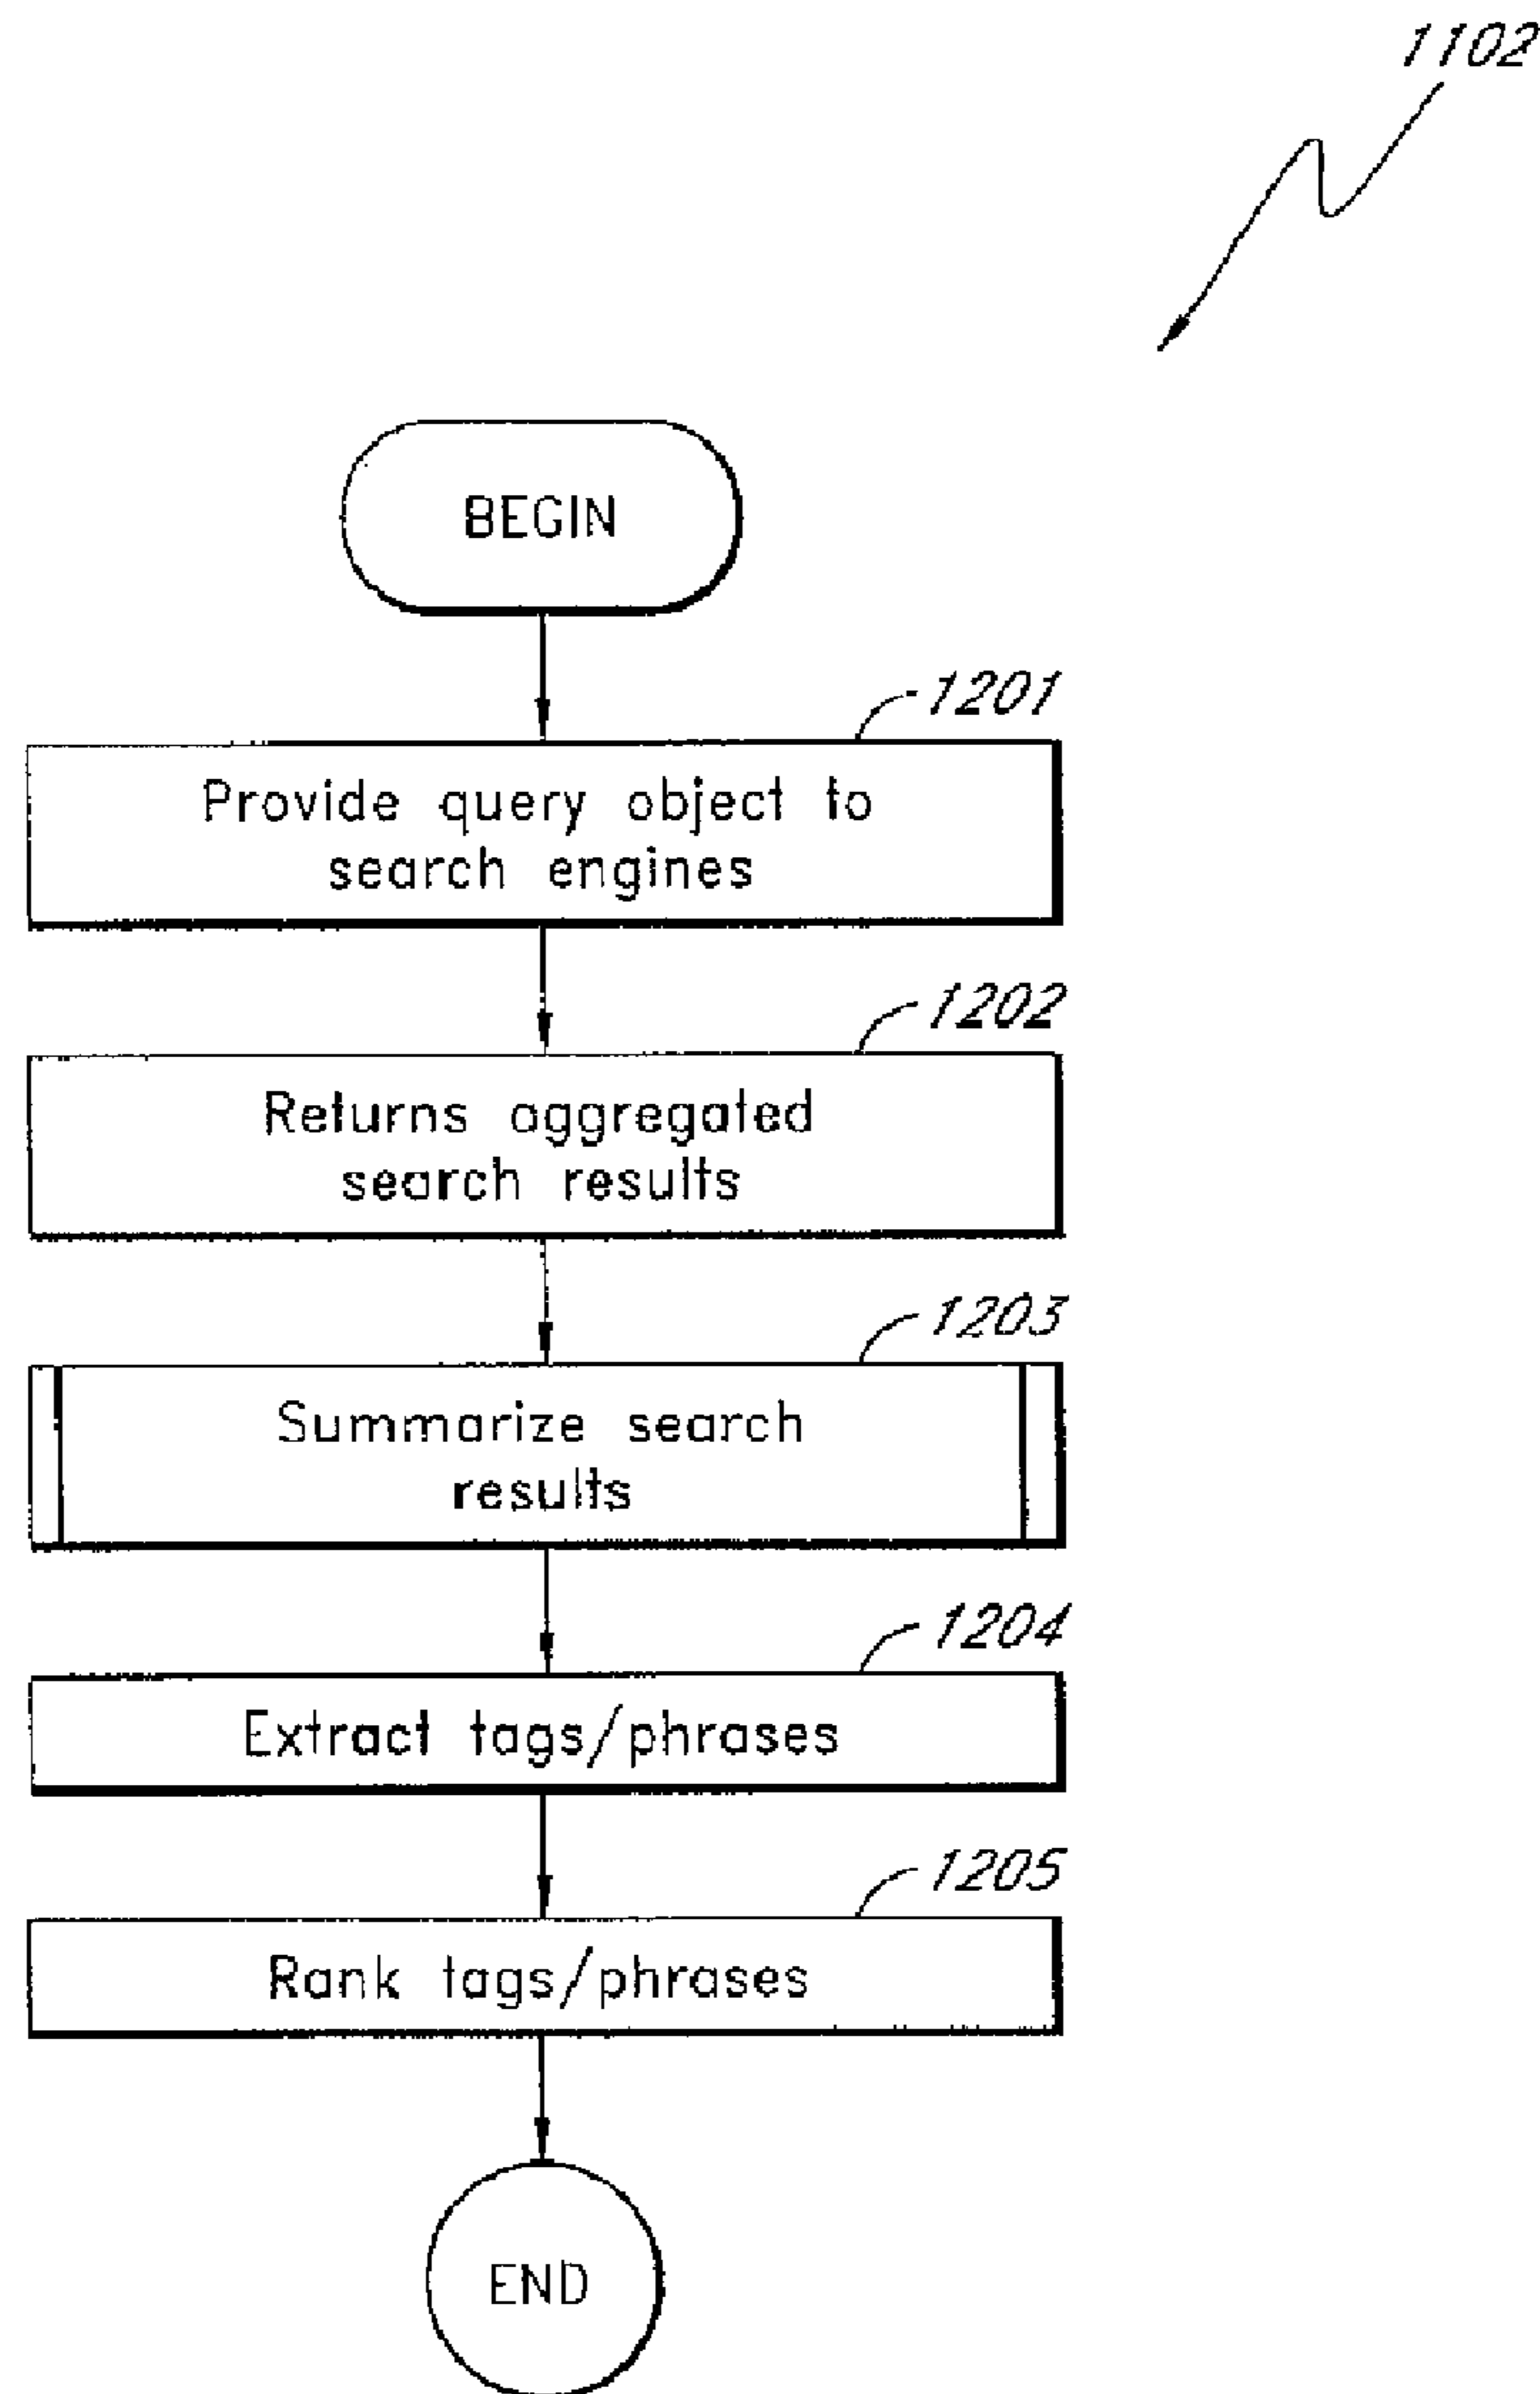 1102
BEGIN
1201
Provide query object to
search engines
1202
Returns aggregated
search results
1203
Summarize search
results
1204
Extract tags/phrases
1205
Rank tags/phrases
END